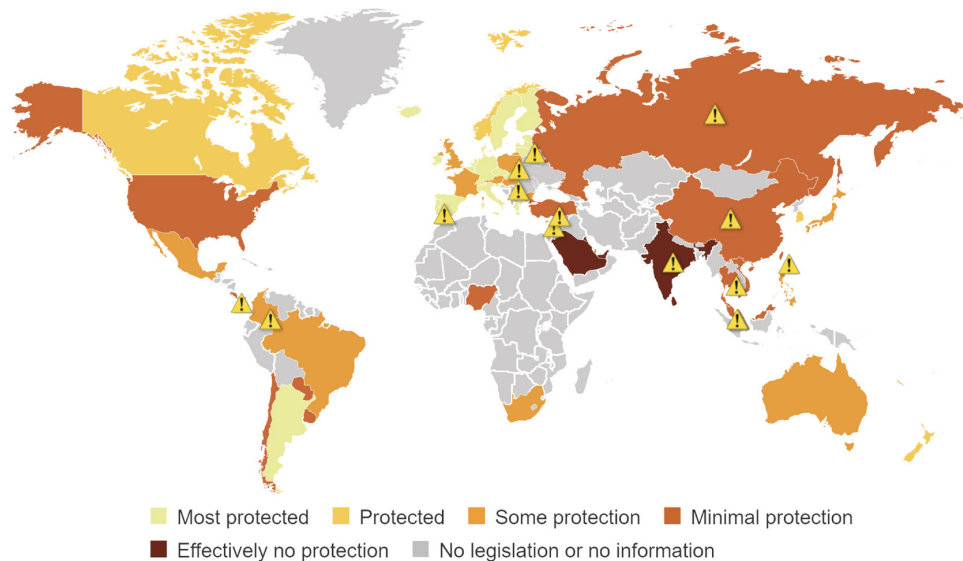 Most protected Protected Some protection Minimal protection
Effectively no protection No legislation or no information